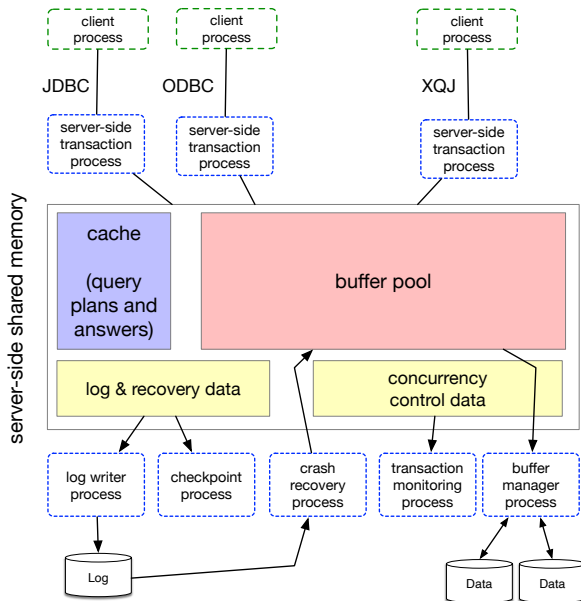 client
process
client
process
client
process
JDBC
ODBC
XQJ
server-side
transaction
process
server-side
transaction
process
server-side
transaction
process
server-side shared memory
cache
(query
plans and
answers)
buffer pool
log & recovery data
concurrency
control data
log writer
process
checkpoint
process
crash
recovery
process
transaction
monitoring process
buffer
manager
process
Log
Data
Data